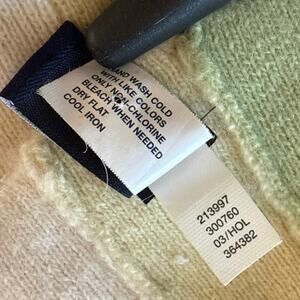 HAND WASH COLD
WITH LIKE COLORS
ONLY NON-CHLORINE
BLEACH WHEN NEEDED
DRY FLAT
COOL IRON
213997
300760
03/HOL
364382